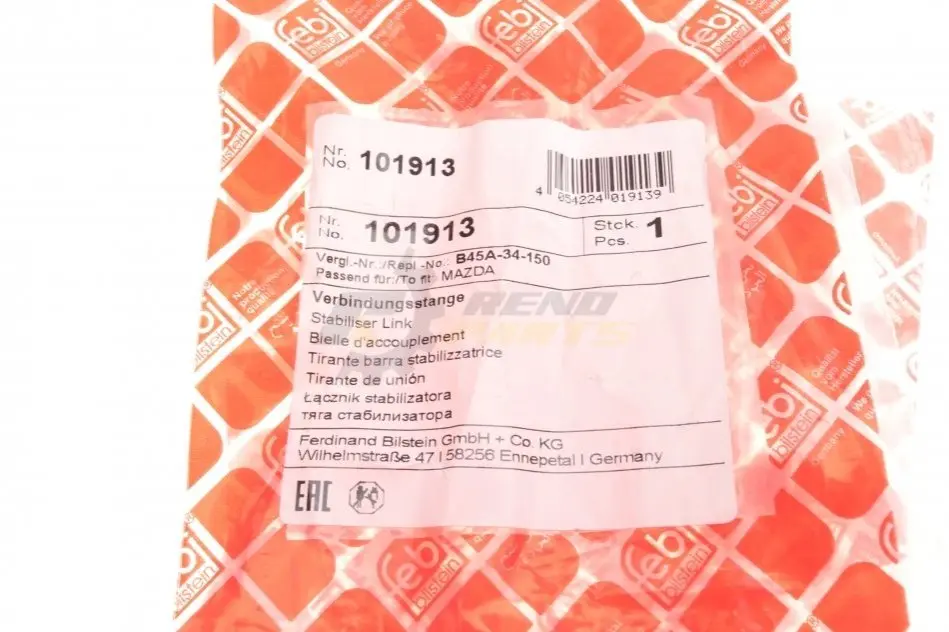 febi
bilstein
Nr.
No. 101913
4 054224 019139
Nr.
No. 101913
Stck.
Pcs. 1
Vergl.-Nr.:/Repl.-No.: B45A-34-150
Passend für:/To fit: MAZDA
Verbindungsstange
Stabiliser Link
Bielle d'accouplement
Tirante barra stabilizzatrice
Tirante de unión
Łącznik stabilizatora
тяга стабилизатора
Ferdinand Bilstein GmbH + Co. KG
Wilhelmstraße 47 | 58256 Ennepetal | Germany
EAC
RENO
PARTS